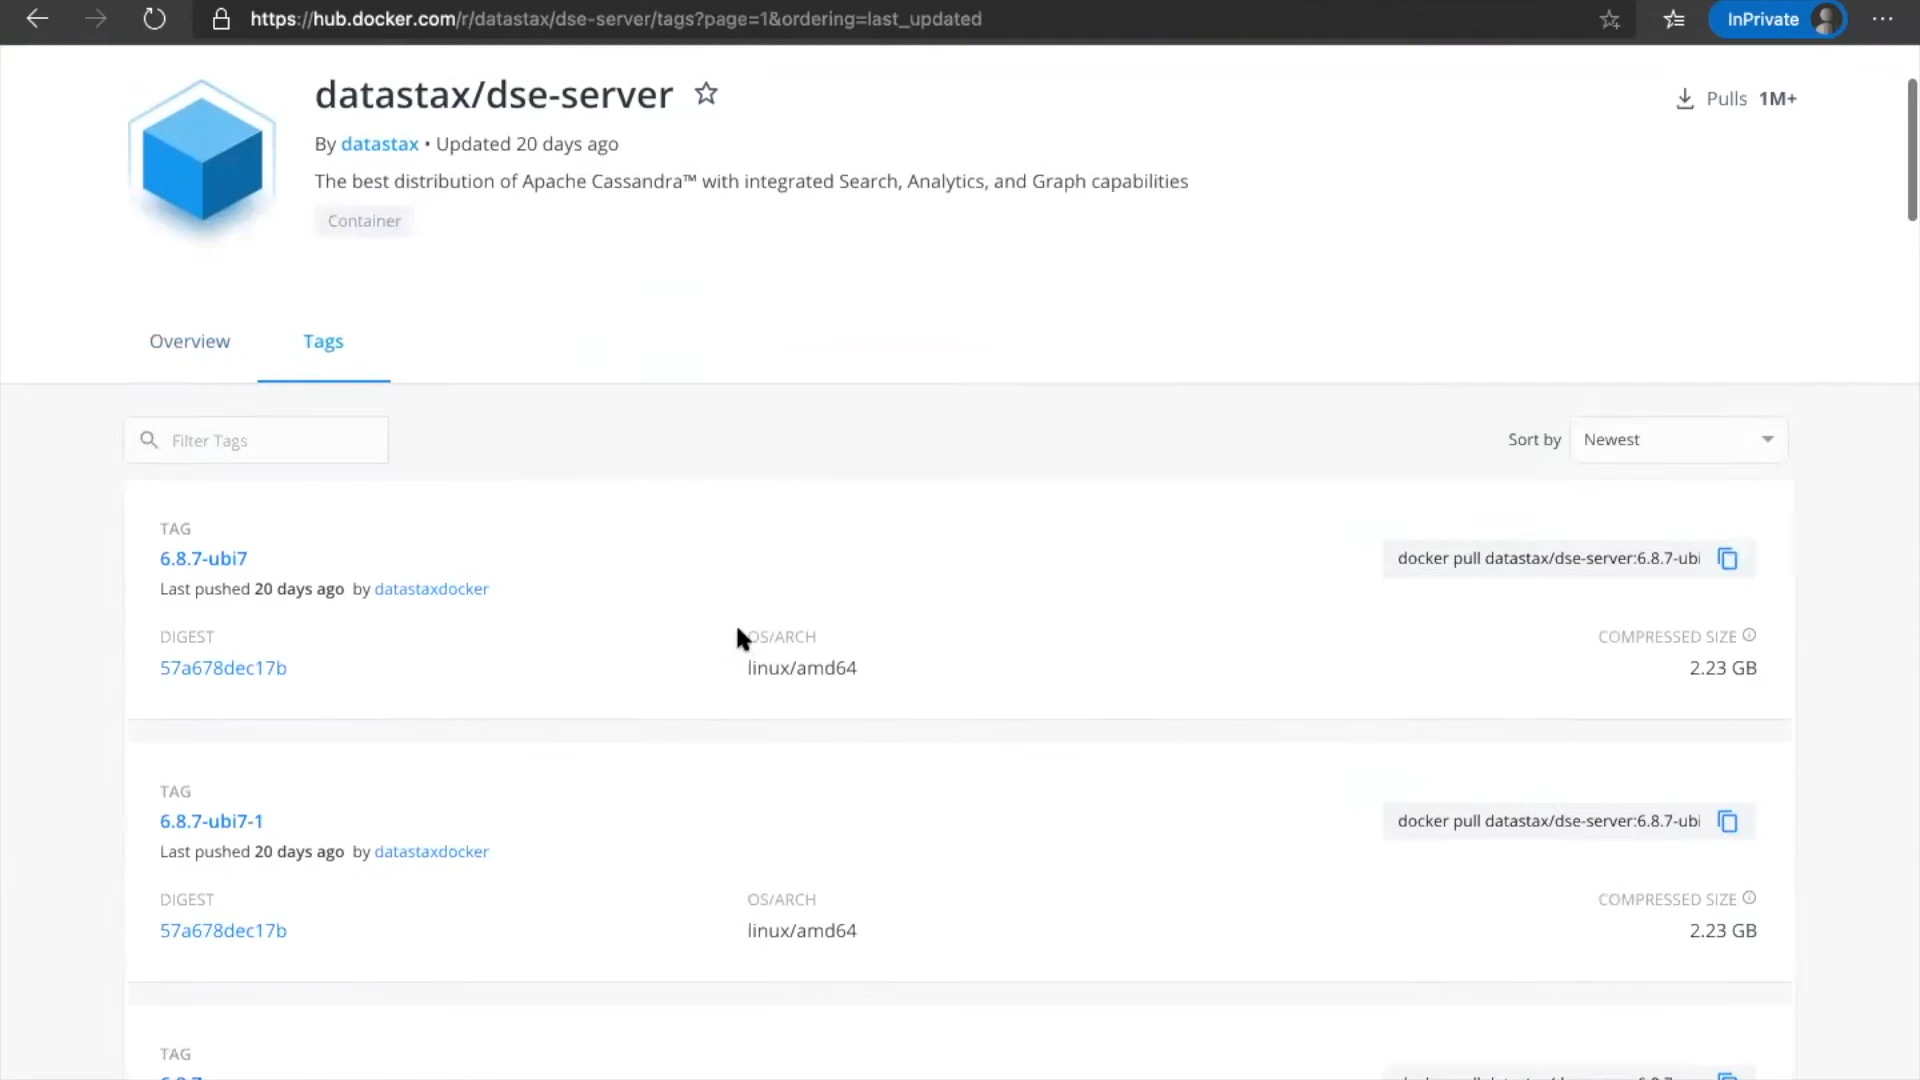 https://hub.docker.com/r/datastax/dse-server/tags?page=1&ordering=last_updated
InPrivate
datastax/dse-server
Pulls 1M+
By datastax • Updated 20 days ago
The best distribution of Apache Cassandra™ with integrated Search, Analytics, and Graph capabilities
Container
Overview
Tags
Filter Tags
Sort by
Newest
TAG
6.8.7-ubi7
docker pull datastax/dse-server:6.8.7-ubi
Last pushed 20 days ago by datastaxdocker
DIGEST
OS/ARCH
COMPRESSED SIZE
57a678dec17b
linux/amd64
2.23 GB
TAG
6.8.7-ubi7-1
docker pull datastax/dse-server:6.8.7-ubi
Last pushed 20 days ago by datastaxdocker
DIGEST
OS/ARCH
COMPRESSED SIZE
57a678dec17b
linux/amd64
2.23 GB
TAG